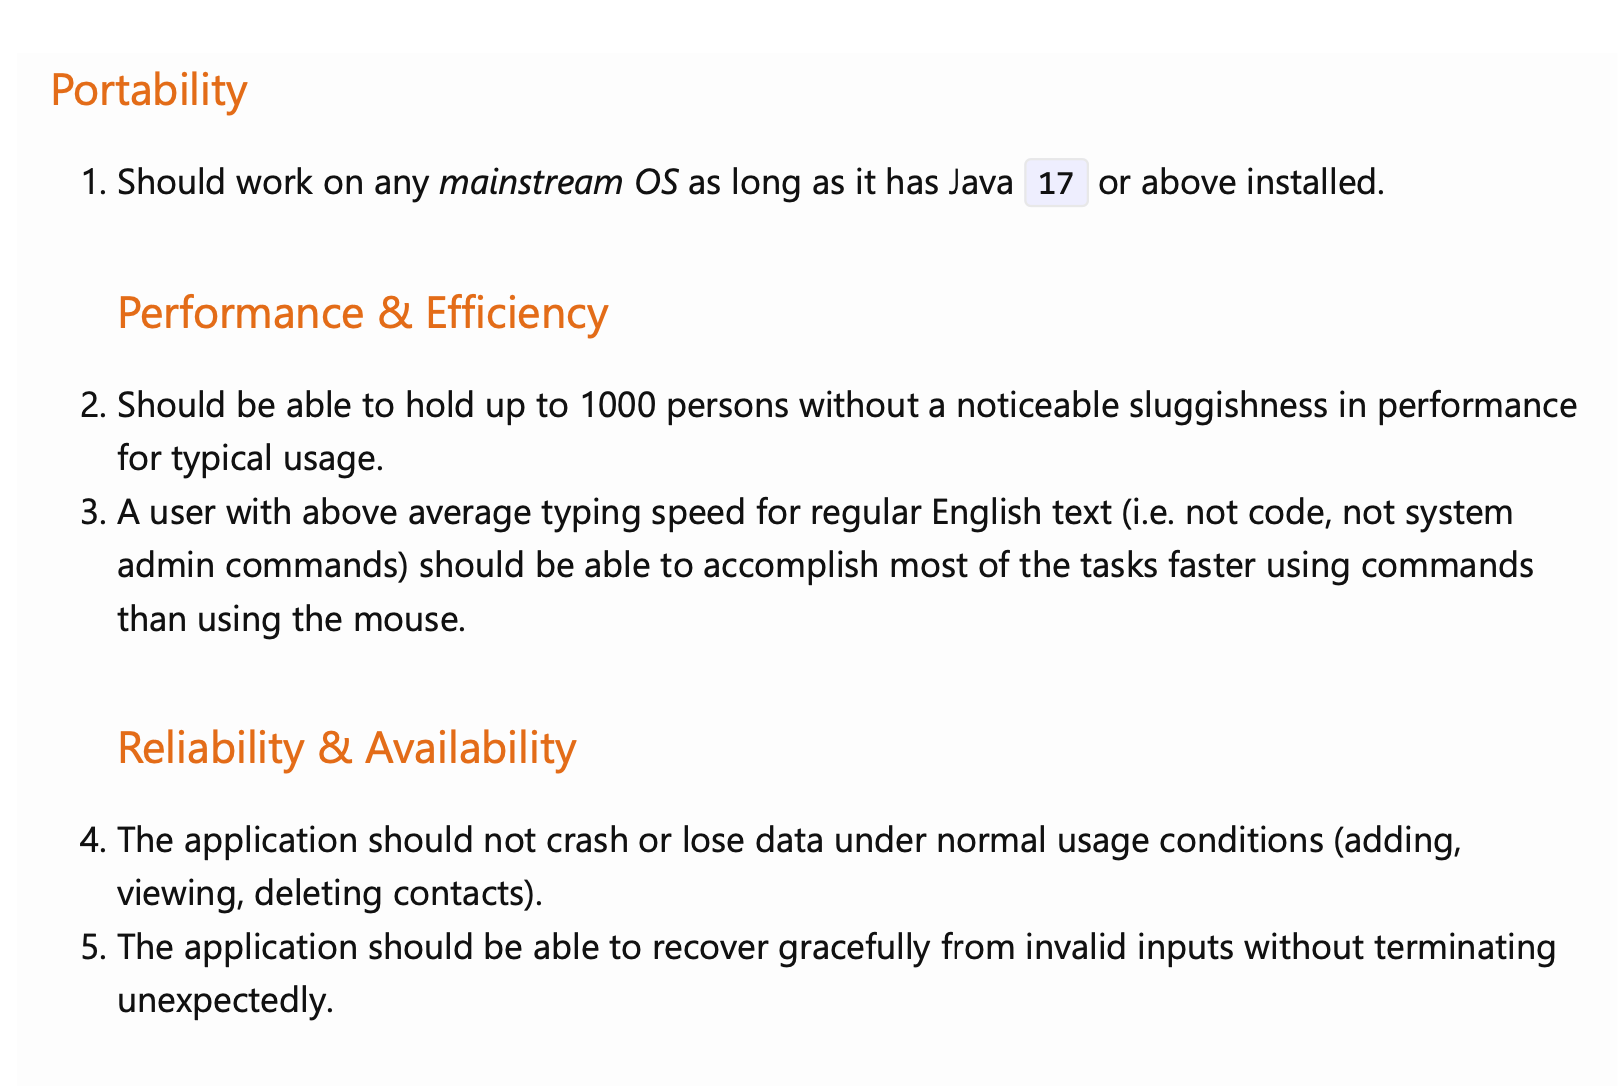 Portability
1. Should work on any mainstream OS as long as it has Java 17 or above installed.
Performance & Efficiency
2. Should be able to hold up to 1000 persons without a noticeable sluggishness in performance
for typical usage.
3. A user with above average typing speed for regular English text (i.e. not code, not system
admin commands) should be able to accomplish most of the tasks faster using commands
than using the mouse.
Reliability & Availability
4. The application should not crash or lose data under normal usage conditions (adding,
viewing, deleting contacts).
5. The application should be able to recover gracefully from invalid inputs without terminating
unexpectedly.